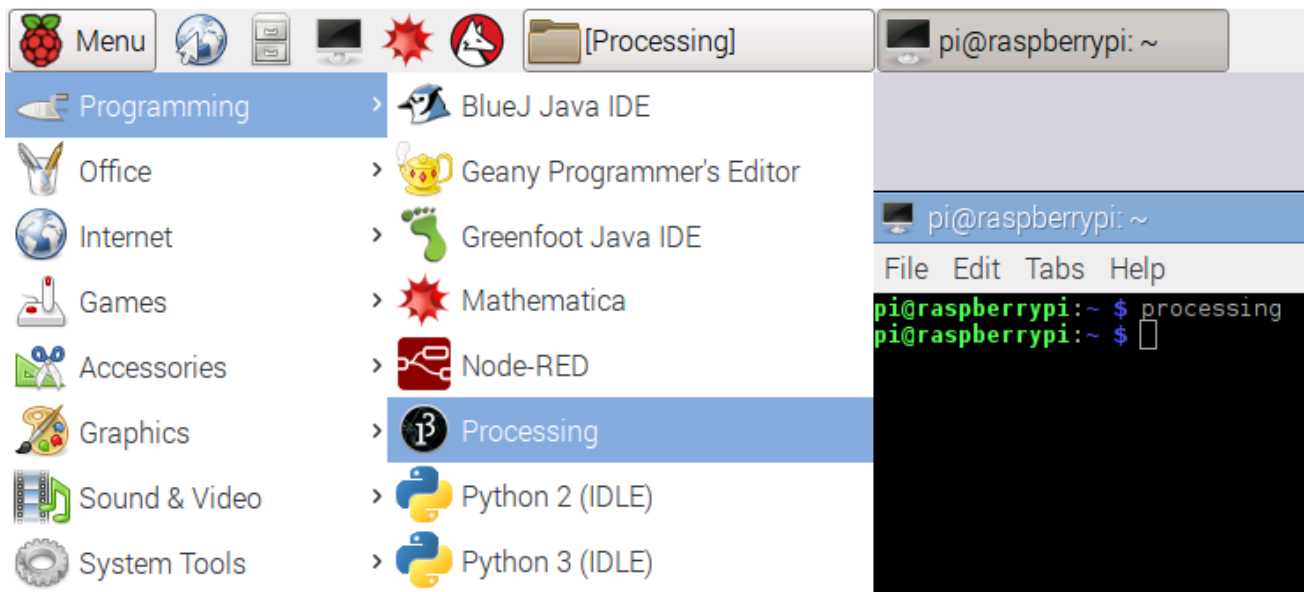 Menu
[Processing]
pi@raspberrypi: ~
Programming
Office
Internet
Games
Accessories
Graphics
Sound & Video
System Tools
BlueJ Java IDE
Geany Programmer's Editor
Greenfoot Java IDE
Mathematica
Node-RED
Processing
Python 2 (IDLE)
Python 3 (IDLE)
pi@raspberrypi: ~
File Edit Tabs Help
pi@raspberrypi:~ $ processing
pi@raspberrypi:~ $